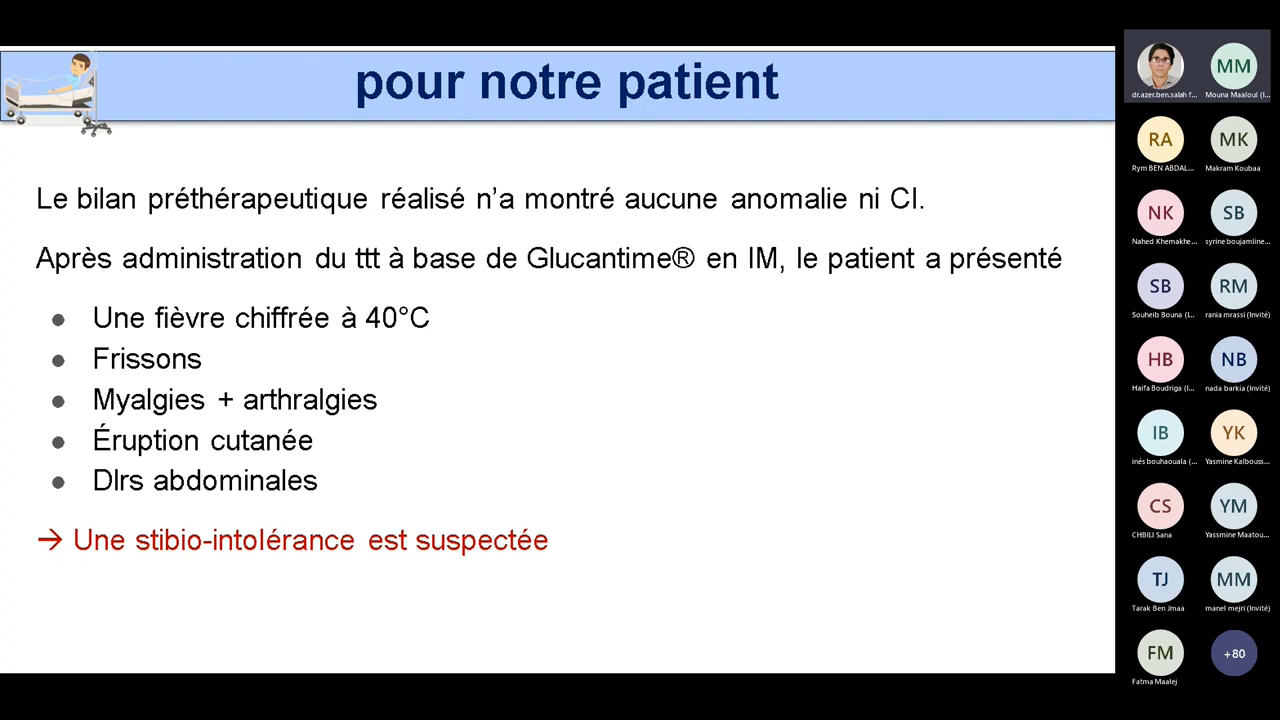 pour notre patient
Le bilan préthérapeutique réalisé n'a montré aucune anomalie ni CI.
Après administration du ttt à base de Glucantime® en IM, le patient a présenté
● Une fièvre chiffrée à 40°C
● Frissons
● Myalgies + arthralgies
● Éruption cutanée
● Dlrs abdominales
→ Une stibio-intolérance est suspectée
MM
dr.azer.ben.salah f...
Mouna Maaloul (I...
RA
MK
Rym BEN ABDAL...
Makram Koubaa
NK
SB
Nahed Khemakhe...
syrine boujamline...
SB
RM
Souheib Bouna (I...
rania mrassi (Invité)
HB
NB
Haifa Boudriga (I...
nada barkia (Invité)
IB
YK
inés bouhaouala (...
Yasmine Kalbouss...
CS
YM
CHBILI Sana
Yassmine Maatou...
TJ
MM
Tarak Ben Jmaa
manel mejri (Invité)
FM
+80
Fatma Maalej